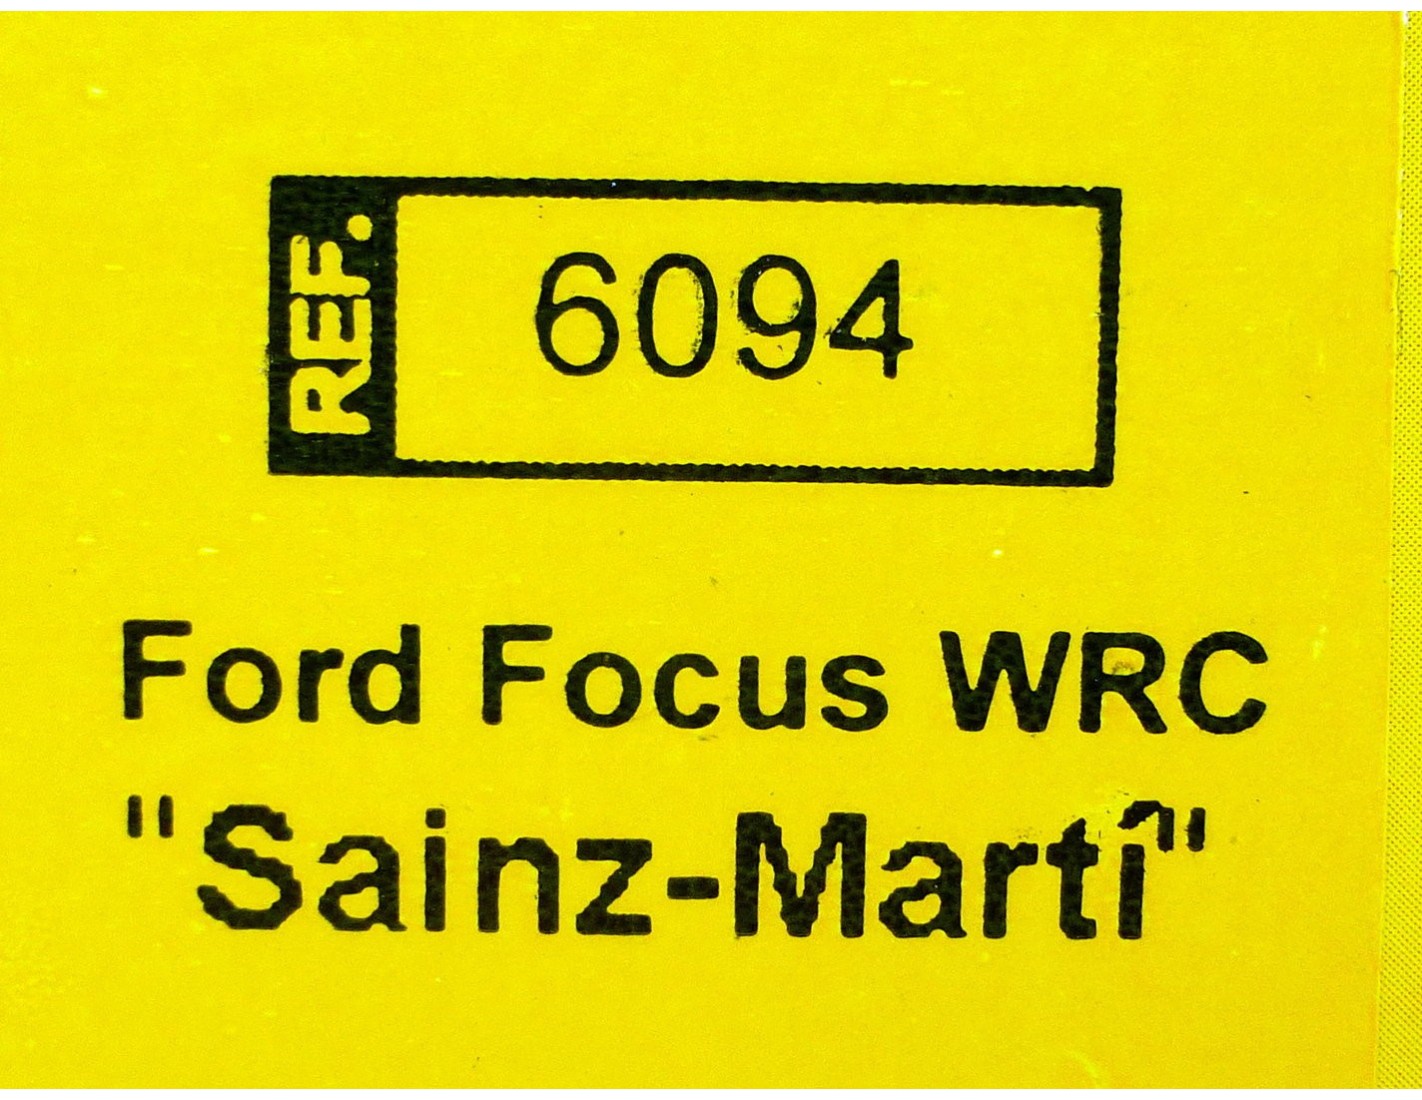 REF. 6094
Ford Focus WRC
"Sainz-Martí"